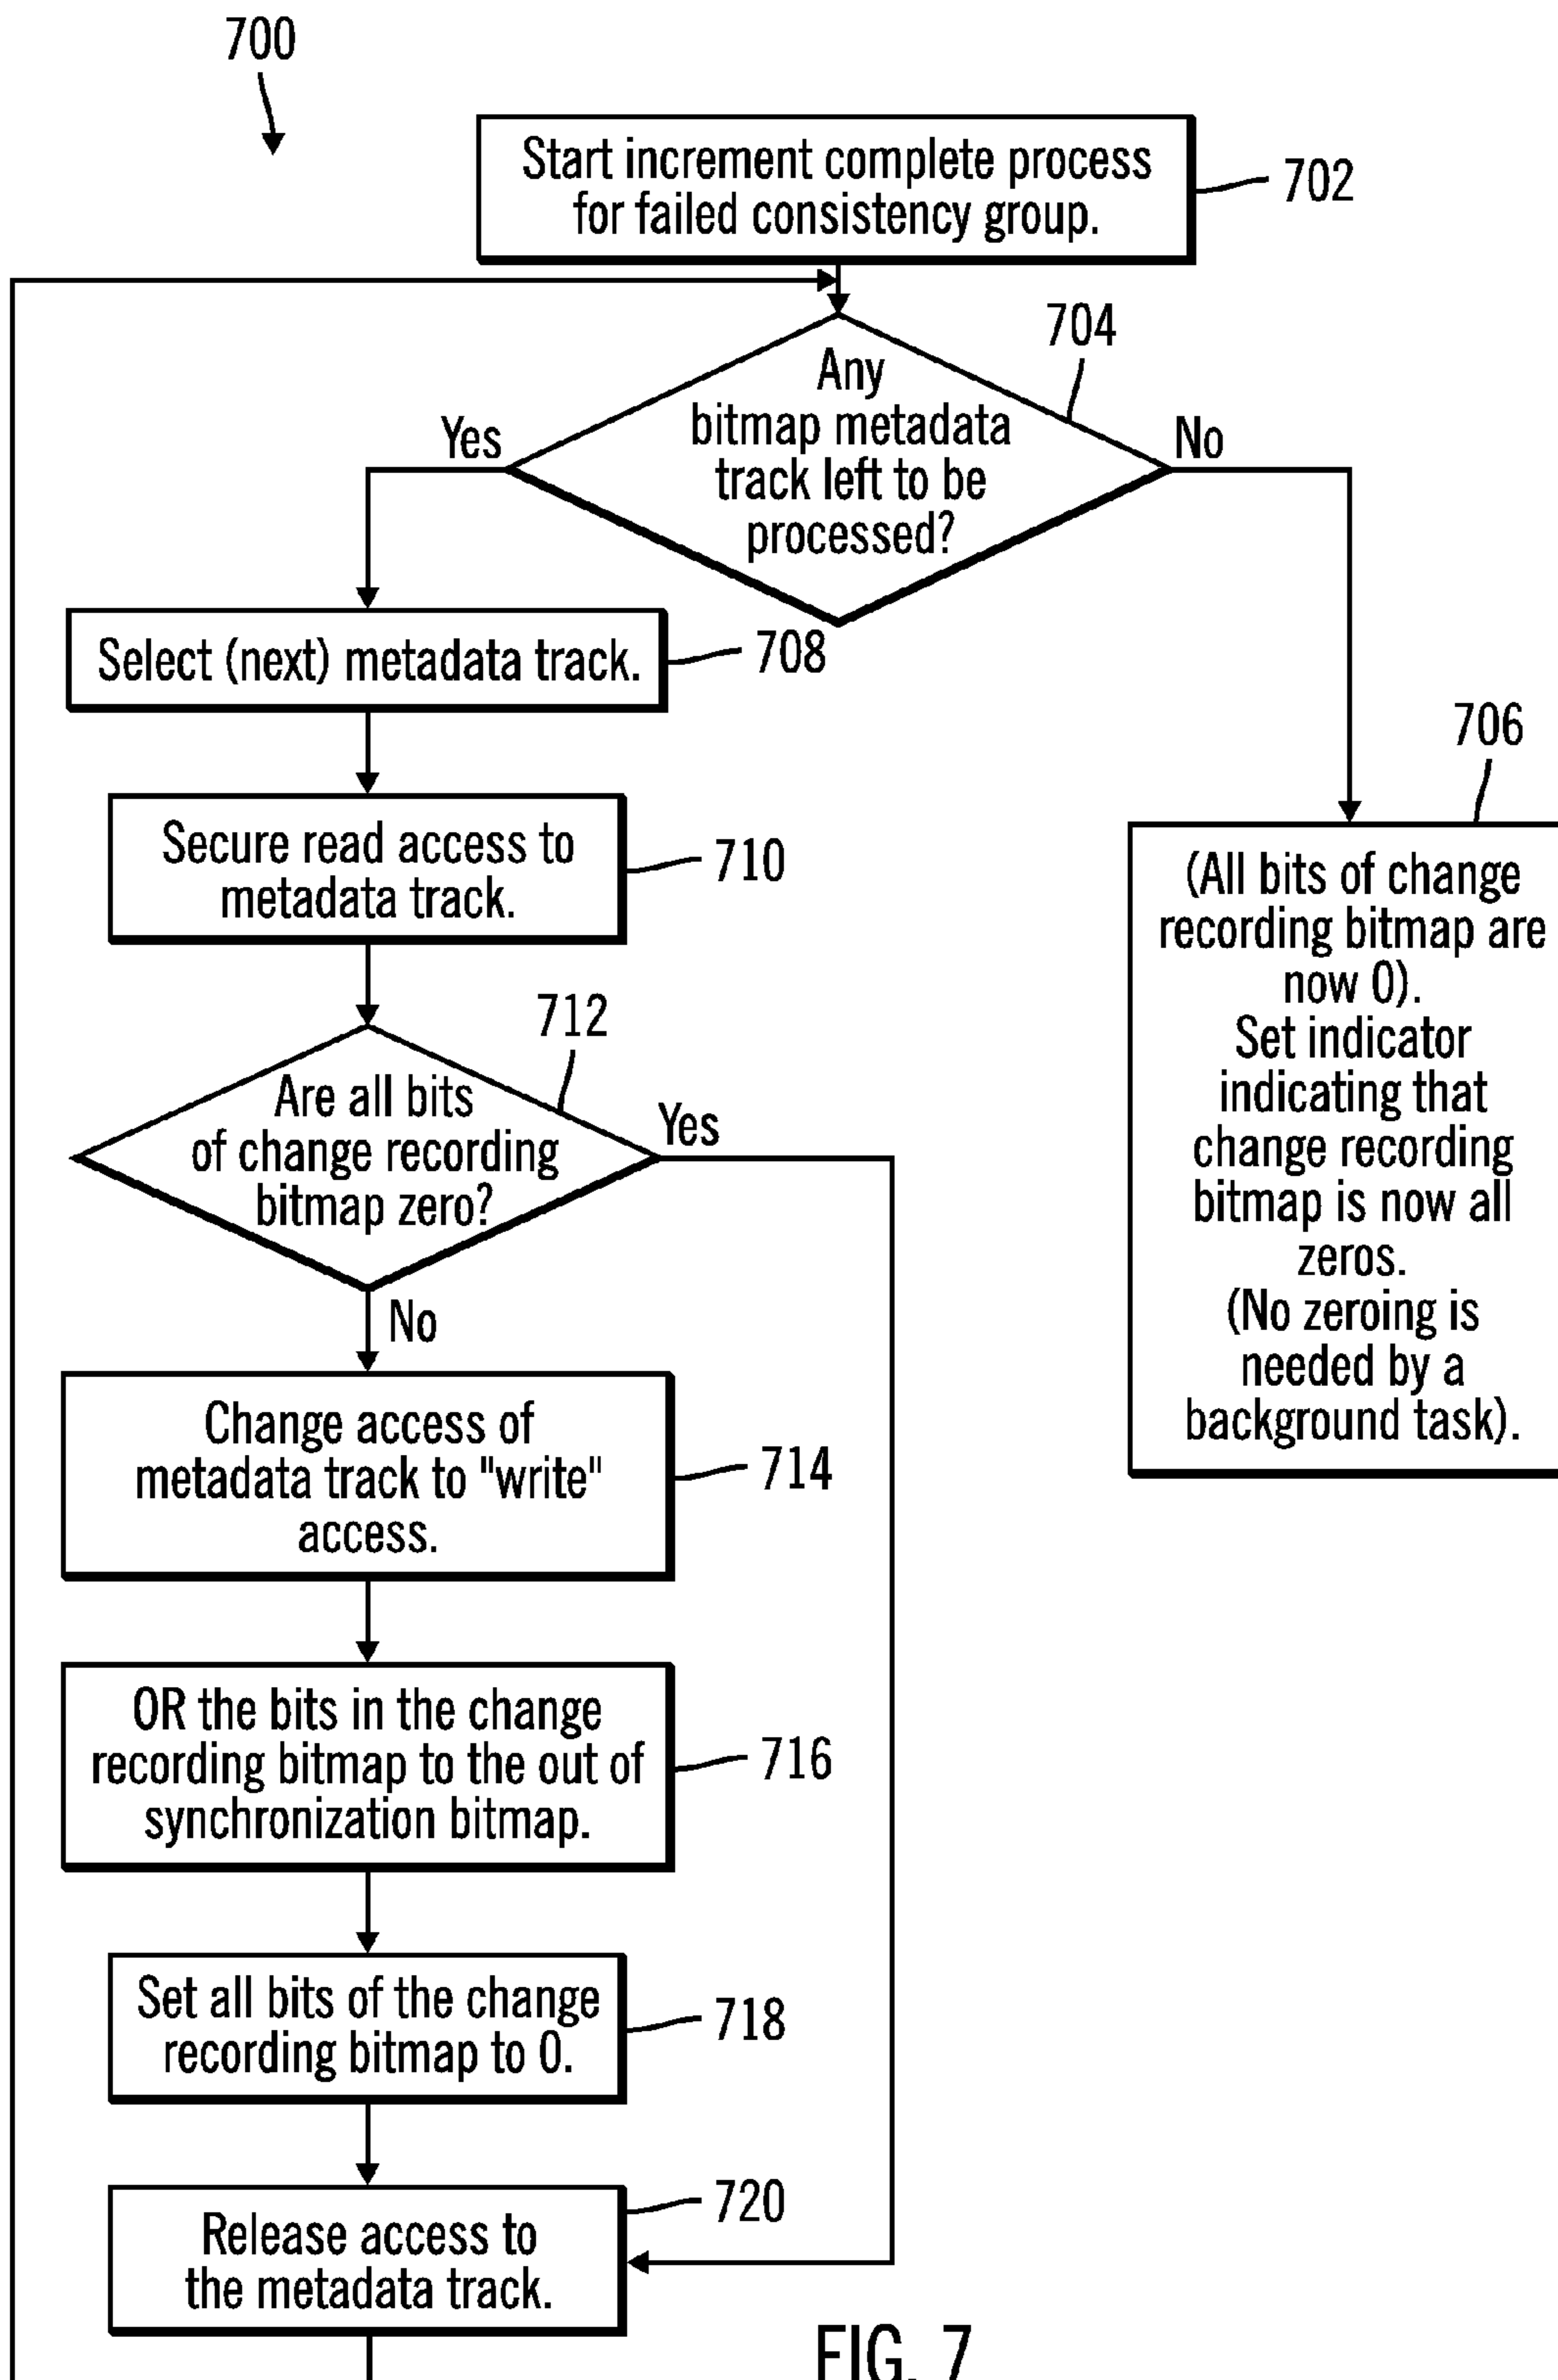 700
Start increment complete process
for failed consistency group.
702
704
Any
bitmap metadata
track left to be
processed?
Yes
No
Select (next) metadata track.
708
706
Secure read access to
metadata track.
710
(All bits of change
recording bitmap are
now 0).
Set indicator
indicating that
change recording
bitmap is now all
zeros.
(No zeroing is
needed by a
background task).
712
Are all bits
of change recording
bitmap zero?
Yes
No
Change access of
metadata track to "write"
access.
714
OR the bits in the change
recording bitmap to the out of
synchronization bitmap.
716
Set all bits of the change
recording bitmap to 0.
718
Release access to
the metadata track.
720
FIG. 7